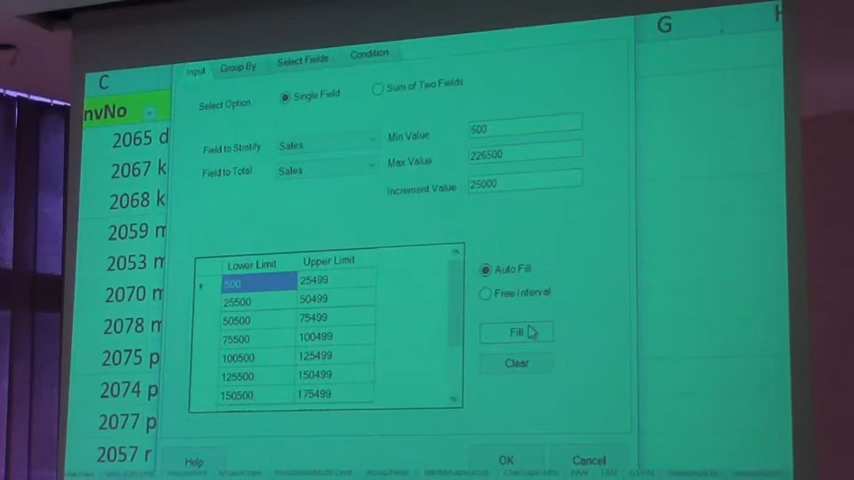 C
G
H
nvNo
2065 d
2067 k
2068 k
2059 m
2053 m
2070 m
2078 m
2075 p
2074 p
2077 p
2057 r
Input Group By Select Fields Condition
Select Option Single Field Sum of Two Fields
Field to Stratify Sales Min Value 500
Field to Total Sales Max Value 226500
Increment Value 25000
Lower Limit Upper Limit
500 25499
25500 50499
50500 75499
75500 100499
100500 125499
125500 150499
150500 175499
Auto Fill
Free Interval
Fill
Clear
Help OK Cancel